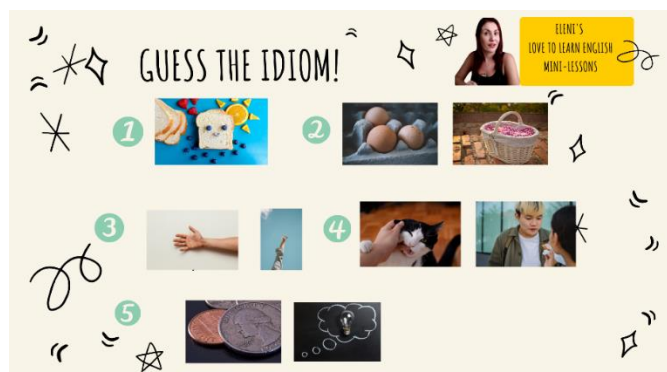 GUESS THE IDIOM!
ELENI'S
LOVE TO LEARN ENGLISH
MINI-LESSONS
1
2
3
4
5